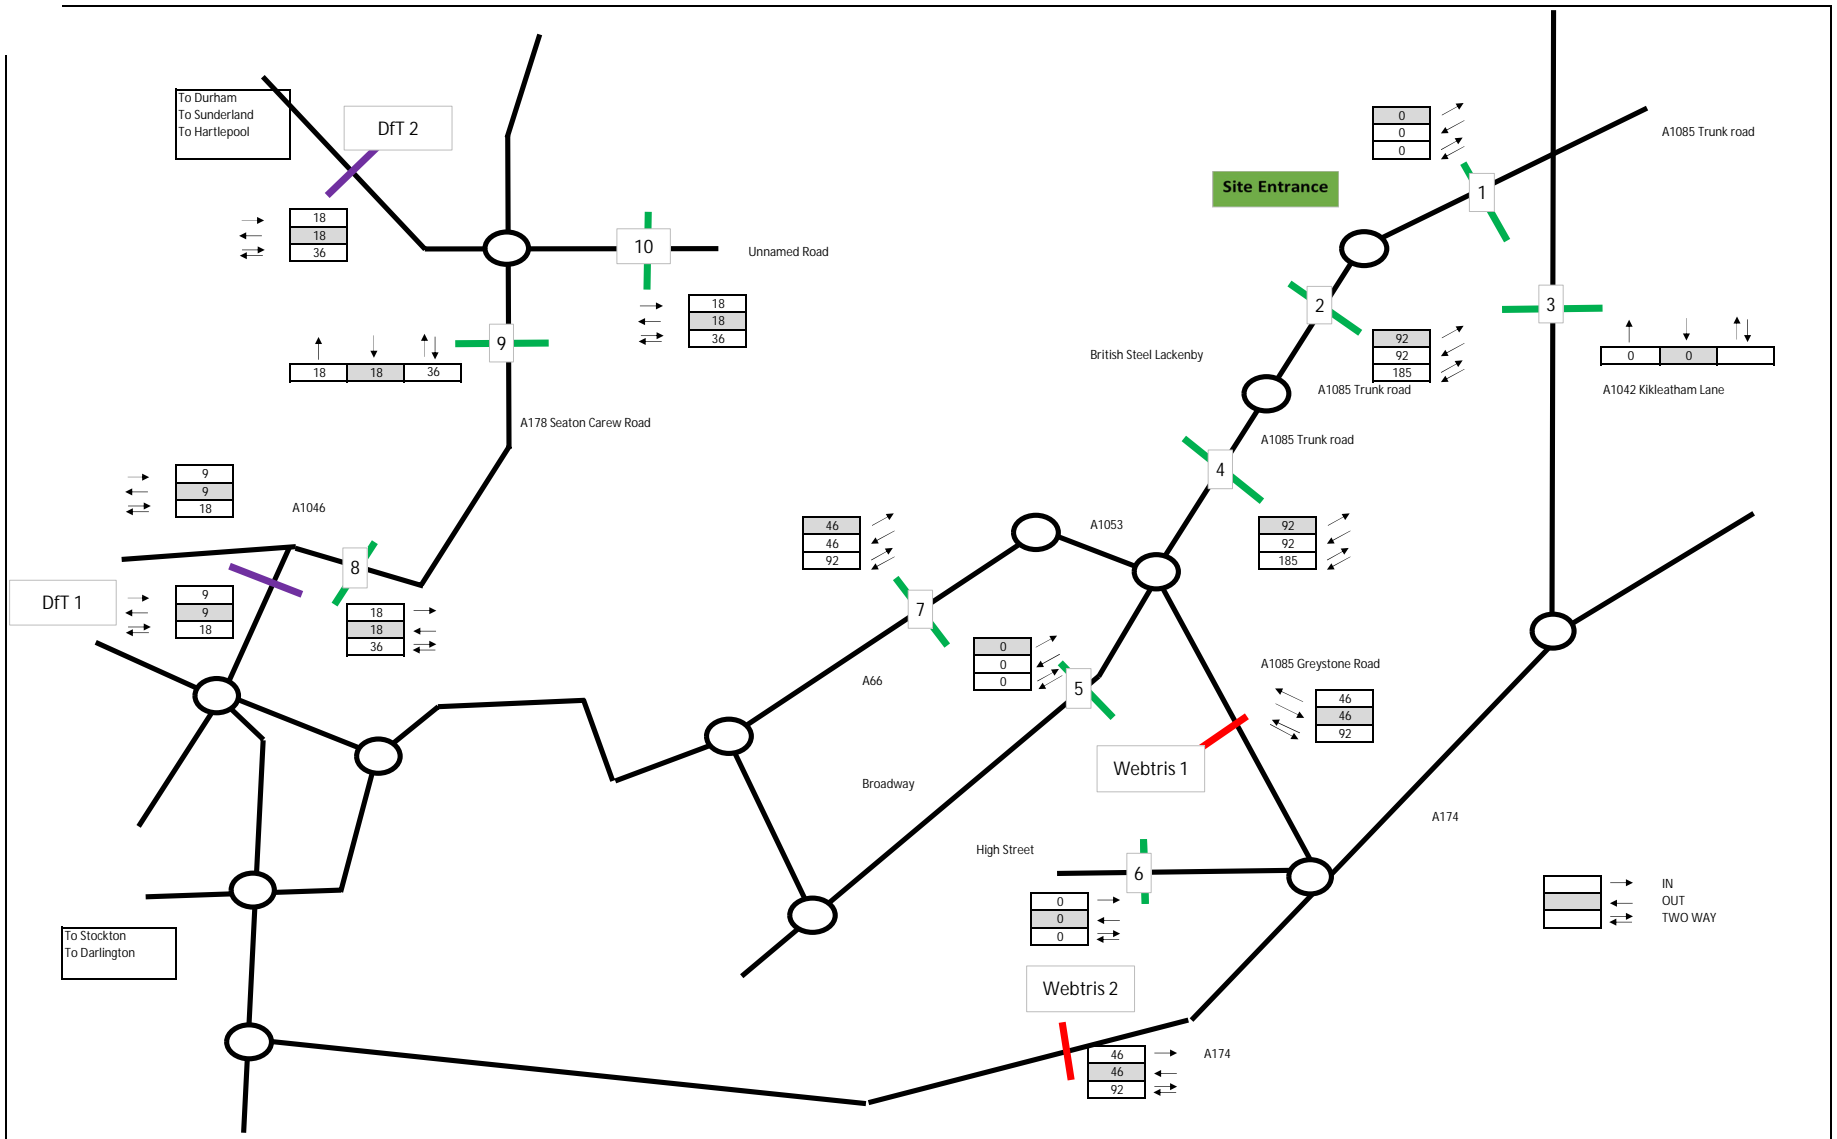 To Durham
To Sunderland
To Hartlepool
DfT 2
18
18
36
10
Unnamed Road
18
18
36
9
18 18 36
A178 Seaton Carew Road
0
0
0
A1085 Trunk road
Site Entrance
1
2
3
British Steel Lackenby
92
92
185
A1085 Trunk road
0 0
A1042 Kikleatham Lane
A1085 Trunk road
4
92
92
185
9
9
18
A1046
8
DfT 1
9
9
18
18
18
36
46
46
92
A1053
7
A66
0
0
0
5
A1085 Greystone Road
46
46
92
Webtris 1
Broadway
A174
High Street
6
0
0
0
IN
OUT
TWO WAY
To Stockton
To Darlington
Webtris 2
46
46
92
A174